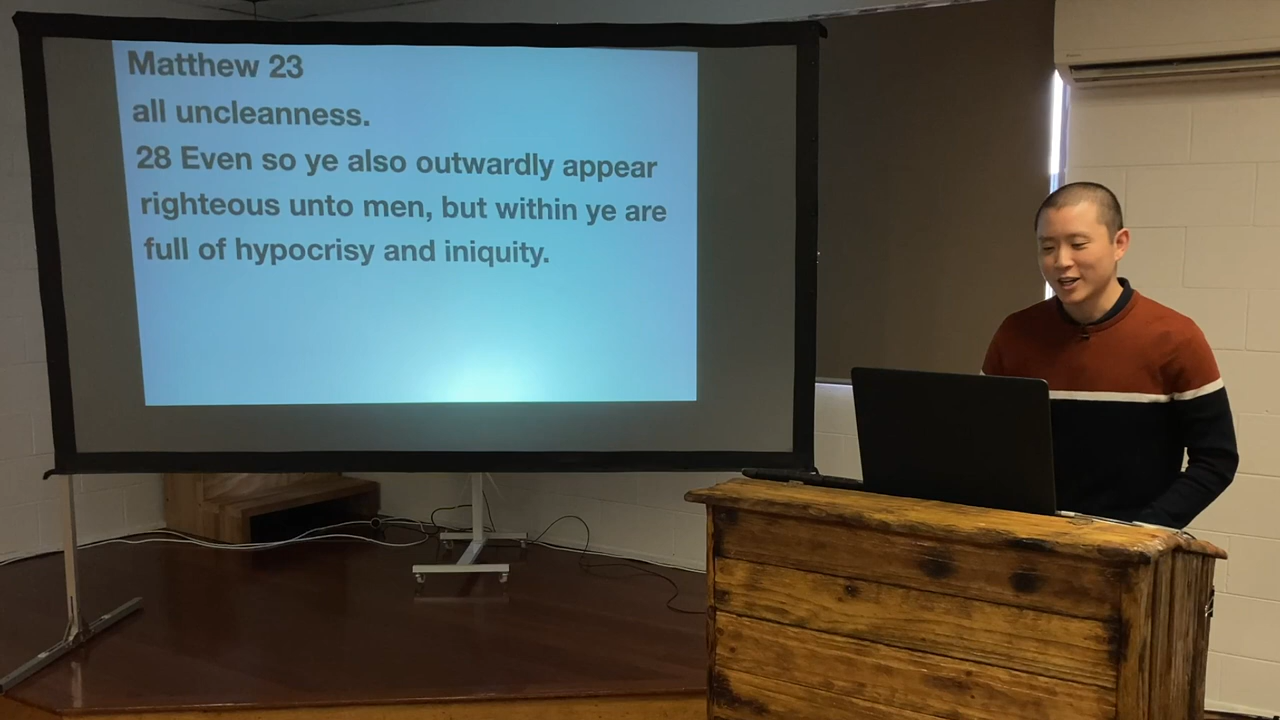 Matthew 23
all uncleanness.
28 Even so ye also outwardly appear
righteous unto men, but within ye are
full of hypocrisy and iniquity.